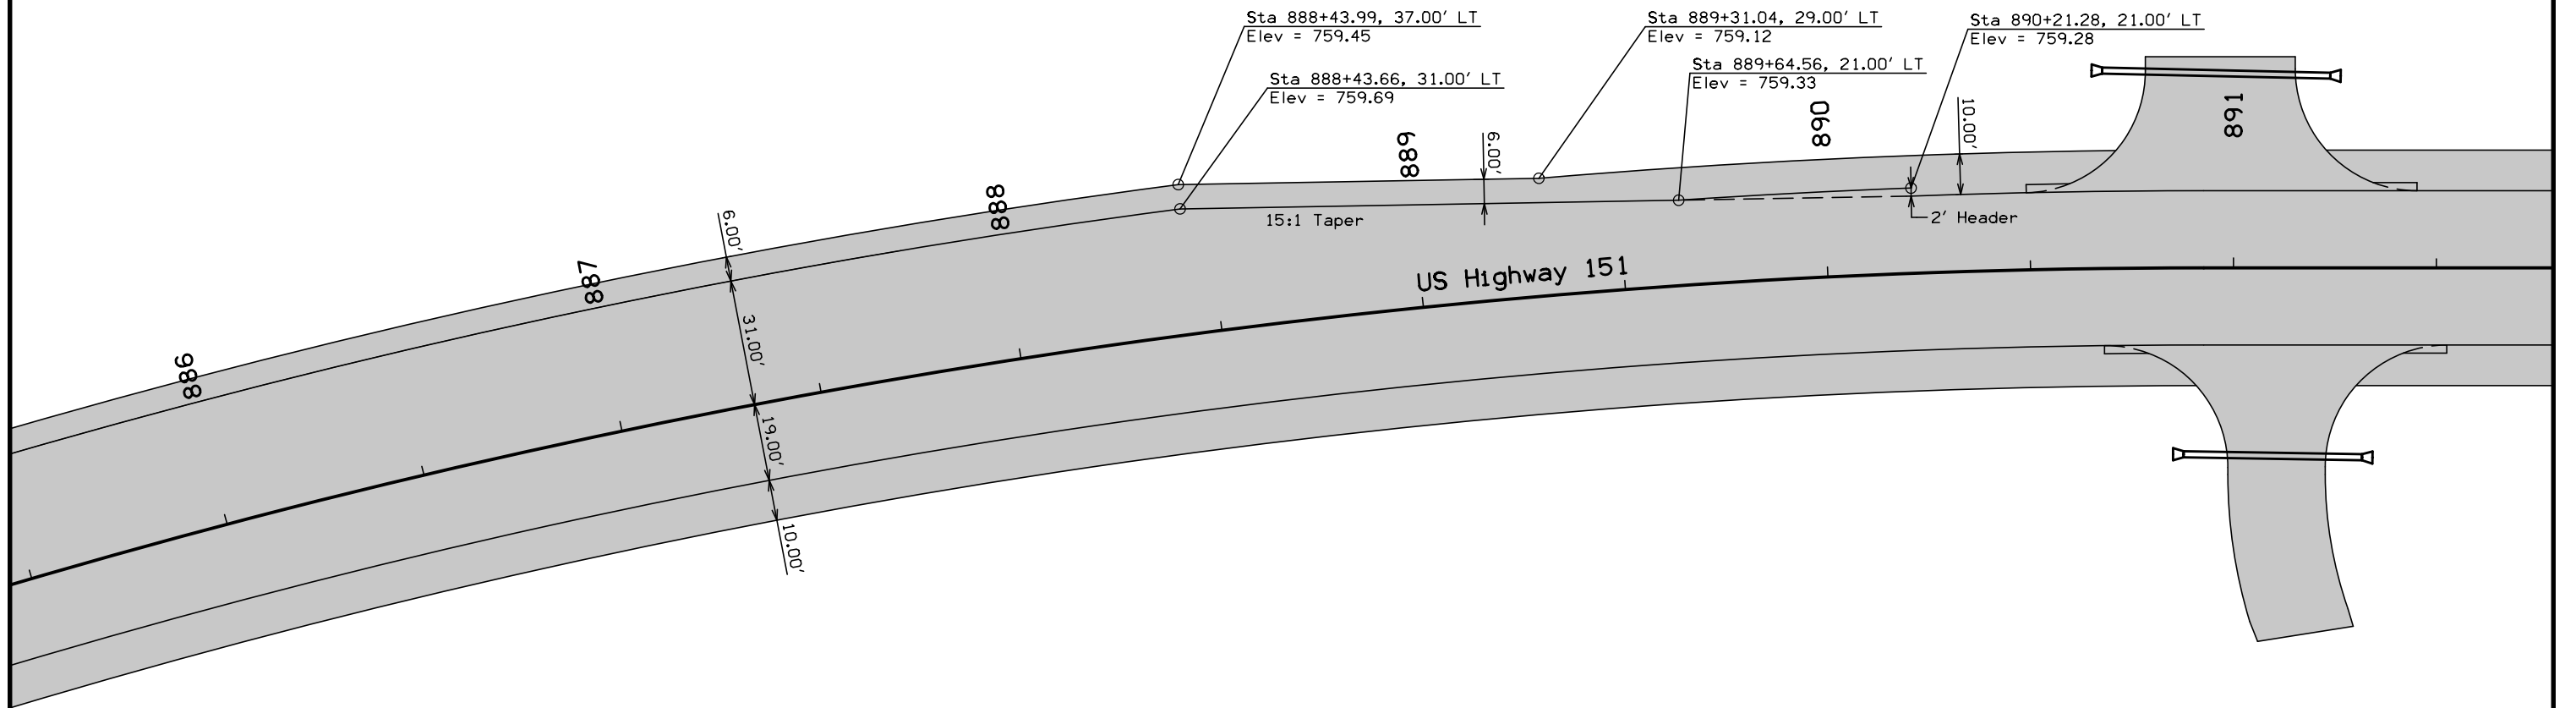 Sta 888+43.99, 37.00' LT
Elev = 759.45
Sta 889+31.04, 29.00' LT
Elev = 759.12
Sta 890+21.28, 21.00' LT
Elev = 759.28
Sta 888+43.66, 31.00' LT
Elev = 759.69
Sta 889+64.56, 21.00' LT
Elev = 759.33
886
887
888
889
890
891
6.00'
31.00'
19.00'
10.00'
6.00'
10.00'
15:1 Taper
2' Header
US Highway 151